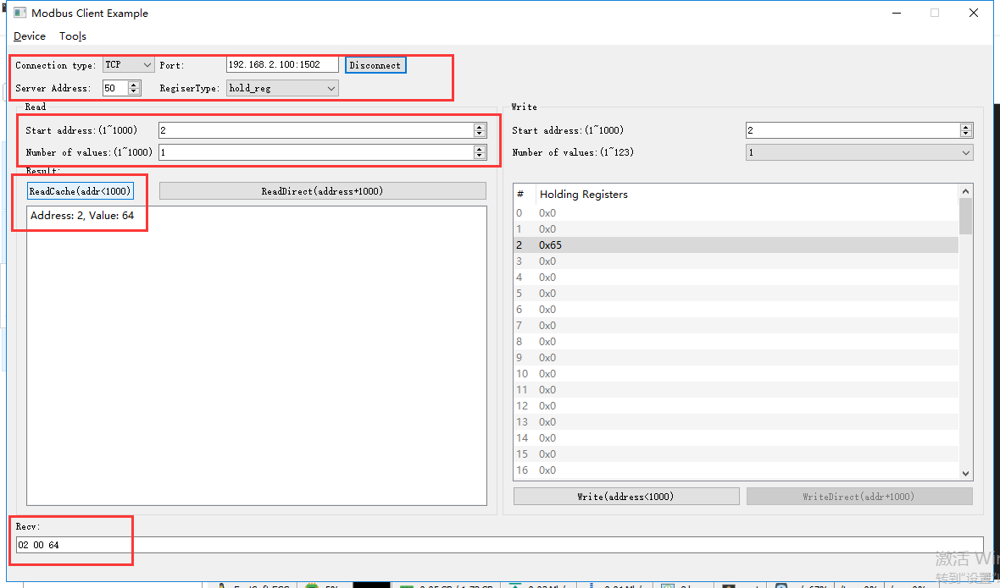 Modbus Client Example
Device Tools
Connection type: TCP Port: 192.168.2.100:1502 Disconnect
Server Address: 50 RegiserType: hold_reg
Read
Start address:(1~1000) 2
Number of values:(1~1000) 1
Result:
ReadCache(addr<1000) ReadDirect(address+1000)
Address: 2, Value: 64
Write
Start address:(1~1000) 2
Number of values:(1~123) 1
# Holding Registers
0 0x0
1 0x0
2 0x65
3 0x0
4 0x0
5 0x0
6 0x0
7 0x0
8 0x0
9 0x0
10 0x0
11 0x0
12 0x0
13 0x0
14 0x0
15 0x0
16 0x0
Write(address<1000) WriteDirect(addr+1000)
Recv:
02 00 64
激活 Win
转到"设置"